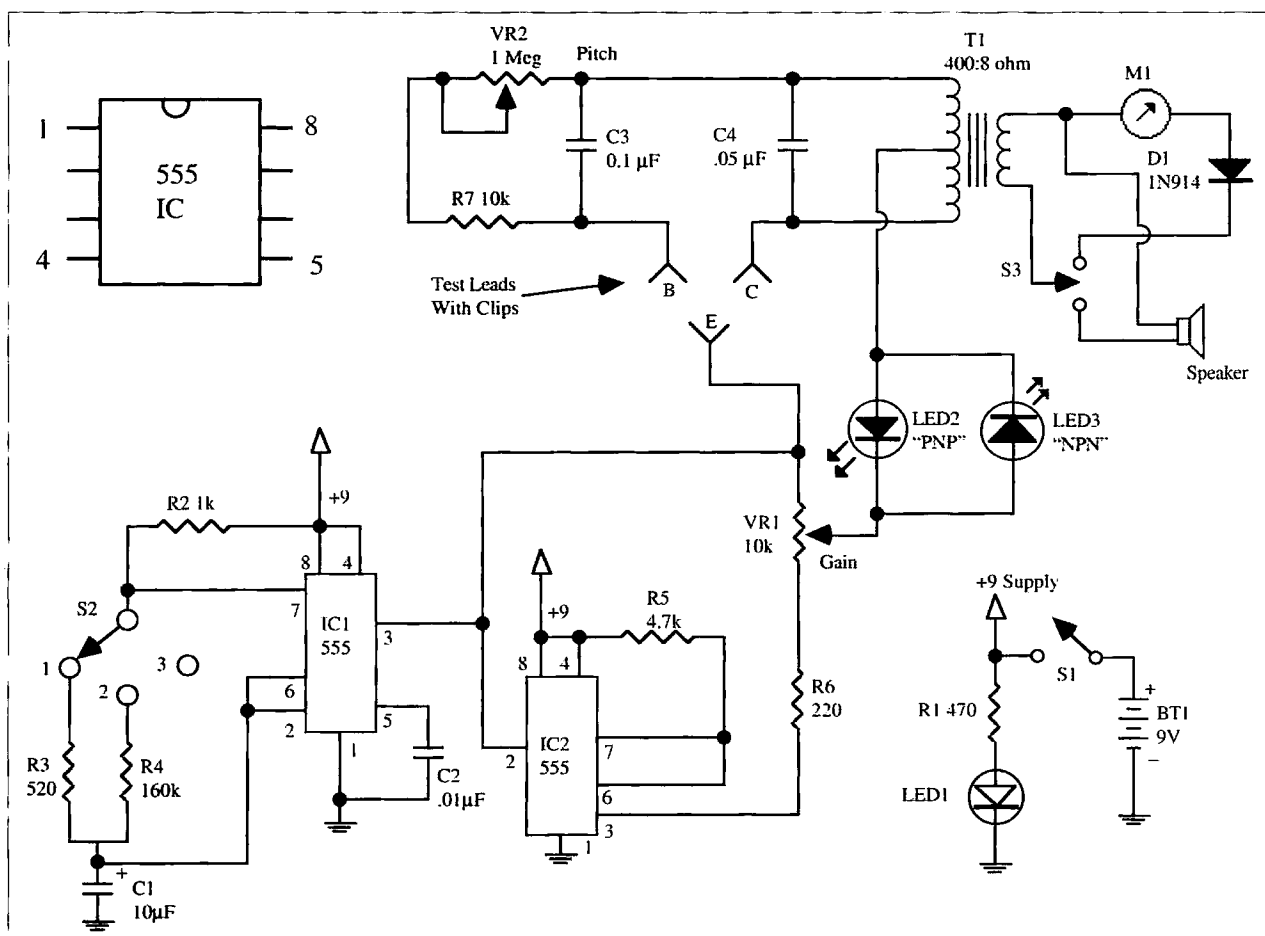 VR2
1 Meg
Pitch
T1
400:8 ohm
M1
1
8
555
IC
4
5
C3
0.1 µF
C4
.05 µF
D1
1N914
R7 10k
Test Leads
With Clips
B
C
S3
E
Speaker
LED2
“PNP”
LED3
“NPN”
R2 1k
+9
VR1
10k
Gain
8
4
S2
7
IC1
555
3
+9
R5
4.7k
+9 Supply
1
3
2
6
2
5
8
4
S1
R3
520
R4
160k
1
C2
.01µF
2
IC2
555
7
6
3
1
R6
220
R1 470
+
BT1
9V
–
LED1
+
C1
10µF